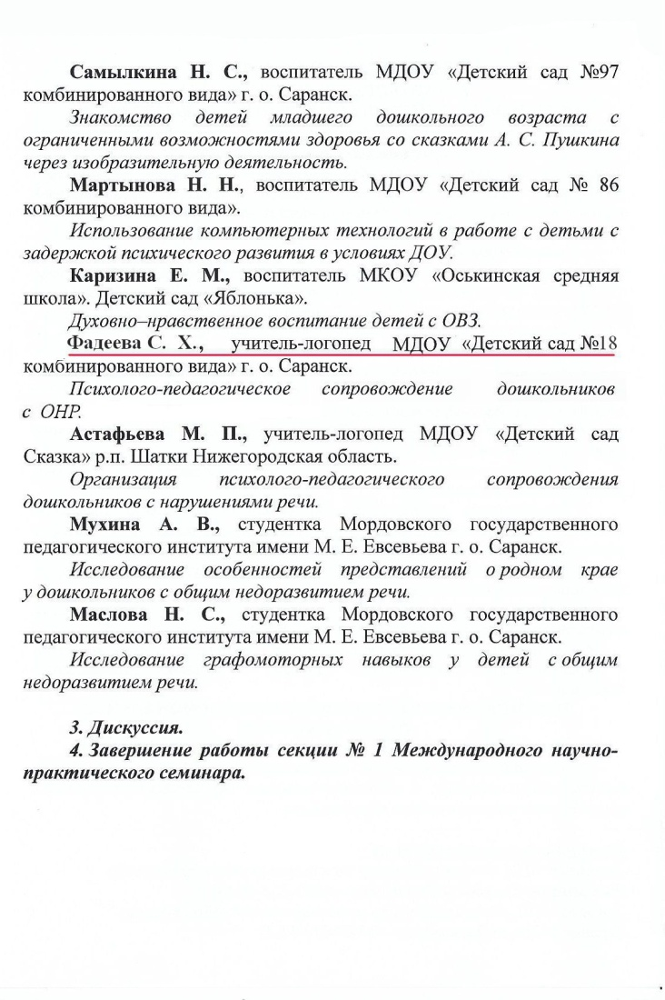 Самылкина Н. С., воспитатель МДОУ «Детский сад №97
комбинированного вида» г. о. Саранск.
Знакомство детей младшего дошкольного возраста с
ограниченными возможностями здоровья со сказками А. С. Пушкина
через изобразительную деятельность.
Мартынова Н. Н., воспитатель МДОУ «Детский сад № 86
комбинированного вида».
Использование компьютерных технологий в работе с детьми с
задержкой психического развития в условиях ДОУ.
Каризина Е. М., воспитатель МКОУ «Оськинская средняя
школа». Детский сад «Яблонька».
Духовно–нравственное воспитание детей с ОВЗ.
Фадеева С. Х., учитель-логопед МДОУ «Детский сад №18
комбинированного вида» г. о. Саранск.
Психолого-педагогическое сопровождение дошкольников
с ОНР.
Астафьева М. П., учитель-логопед МДОУ «Детский сад
Сказка» р.п. Шатки Нижегородская область.
Организация психолого-педагогического сопровождения
дошкольников с нарушениями речи.
Мухина А. В., студентка Мордовского государственного
педагогического института имени М. Е. Евсевьева г. о. Саранск.
Исследование особенностей представлений о родном крае
у дошкольников с общим недоразвитием речи.
Маслова Н. С., студентка Мордовского государственного
педагогического института имени М. Е. Евсевьева г. о. Саранск.
Исследование графомоторных навыков у детей с общим
недоразвитием речи.
3. Дискуссия.
4. Завершение работы секции № 1 Международного научно-
практического семинара.